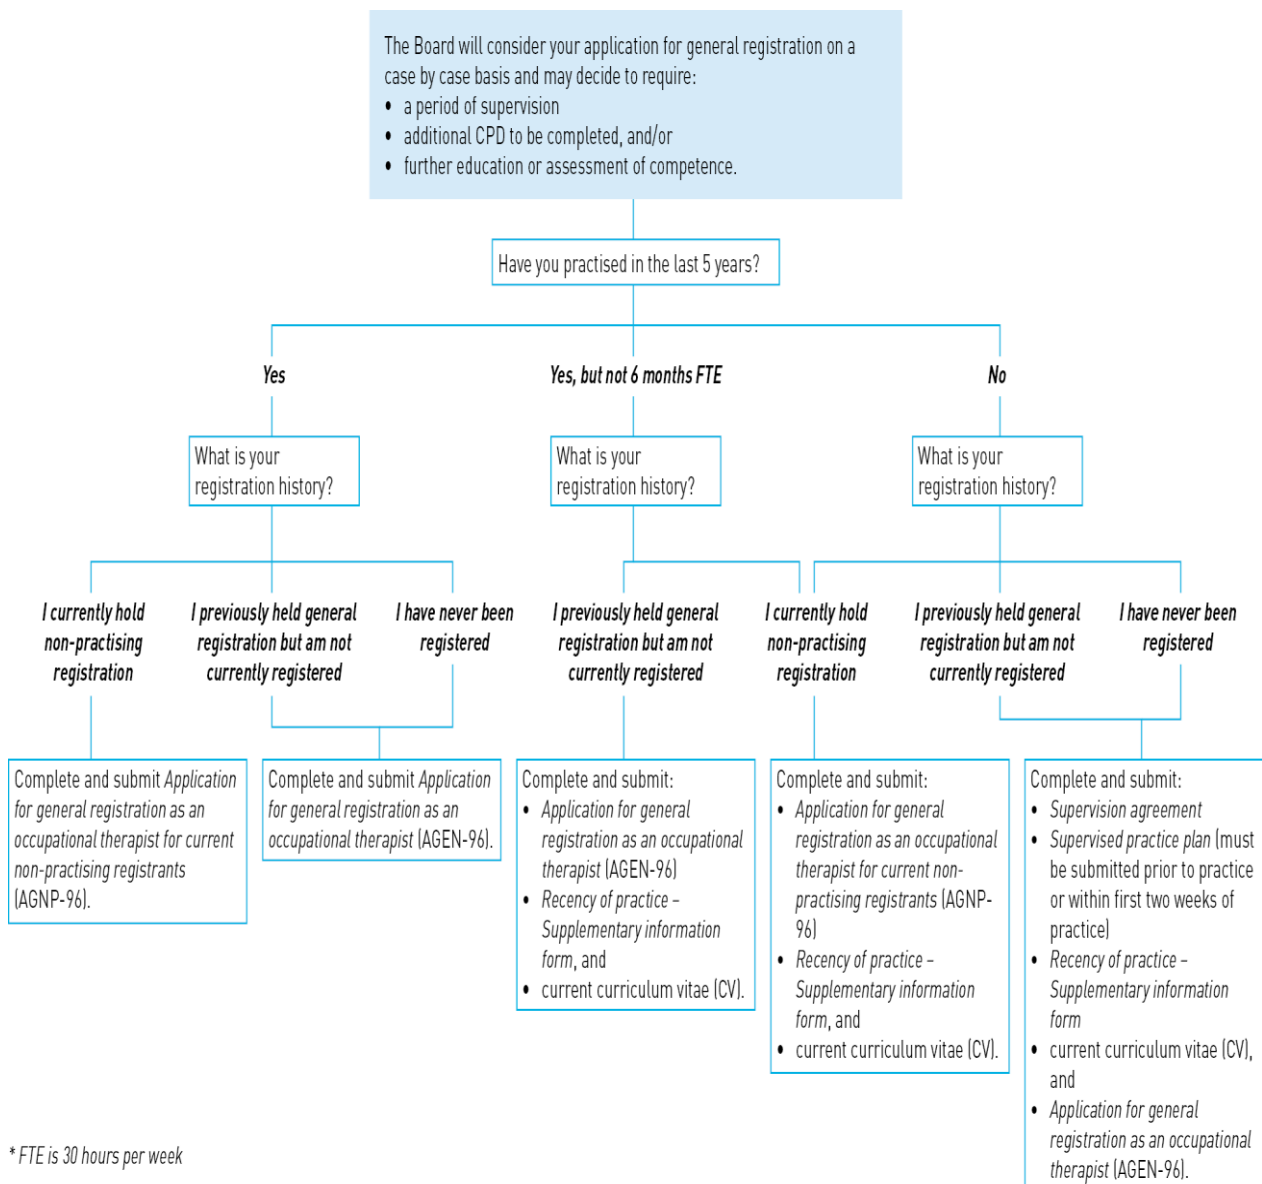 The Board will consider your application for general registration on a
case by case basis and may decide to require:
• a period of supervision
• additional CPD to be completed, and/or
• further education or assessment of competence.
Have you practised in the last 5 years?
Yes
Yes, but not 6 months FTE
No
What is your
registration history?
What is your
registration history?
What is your
registration history?
I currently hold
non-practising
registration
I previously held general
registration but am not
currently registered
I have never been
registered
I previously held general
registration but am not
currently registered
I currently hold
non-practising
registration
I previously held general
registration but am not
currently registered
I have never been
registered
Complete and submit Application
for general registration as an
occupational therapist for current
non-practising registrants
(AGNP-96).
Complete and submit Application
for general registration as an
occupational therapist (AGEN-96).
Complete and submit:
• Application for general
registration as an occupational
therapist (AGEN-96)
• Recency of practice –
Supplementary information
form, and
• current curriculum vitae (CV).
Complete and submit:
• Application for general
registration as an occupational
therapist for current non-
practising registrants (AGNP-
96)
• Recency of practice –
Supplementary information
form, and
• current curriculum vitae (CV).
Complete and submit:
• Supervision agreement
• Supervised practice plan (must
be submitted prior to practice
or within first two weeks of
practice)
• Recency of practice –
Supplementary information
form
• current curriculum vitae (CV),
and
• Application for general
registration as an occupational
therapist (AGEN-96).
* FTE is 30 hours per week